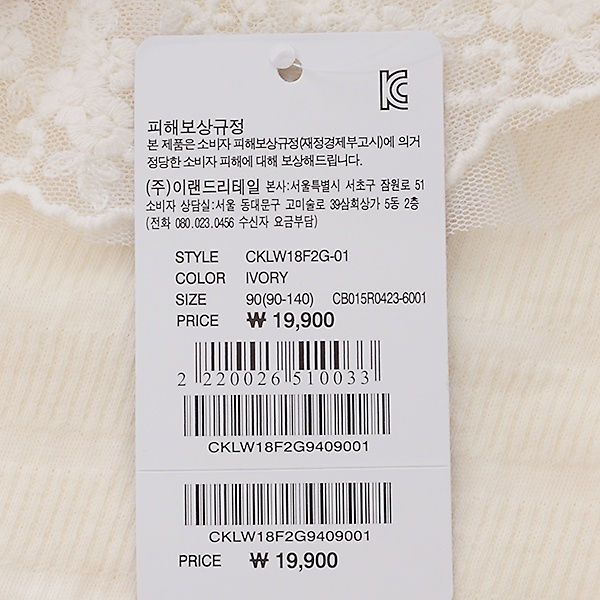 KC
피해보상규정
본 제품은 소비자 피해보상규정(재정경제부고시)에 의거
정당한 소비자 피해에 대해 보상해드립니다.
(주)이랜드리테일 본사:서울특별시 서초구 잠원로 51
소비자 상담실:서울 동대문구 고미술로 39삼희상가 5동 2층
(전화 080.023.0456 수신자 요금부담)
STYLE CKLW18F2G-01
COLOR IVORY
SIZE 90(90-140) CB015R0423-6001
PRICE ₩ 19,900
2 220026 510033
CKLW18F2G9409001
CKLW18F2G9409001
PRICE ₩ 19,900